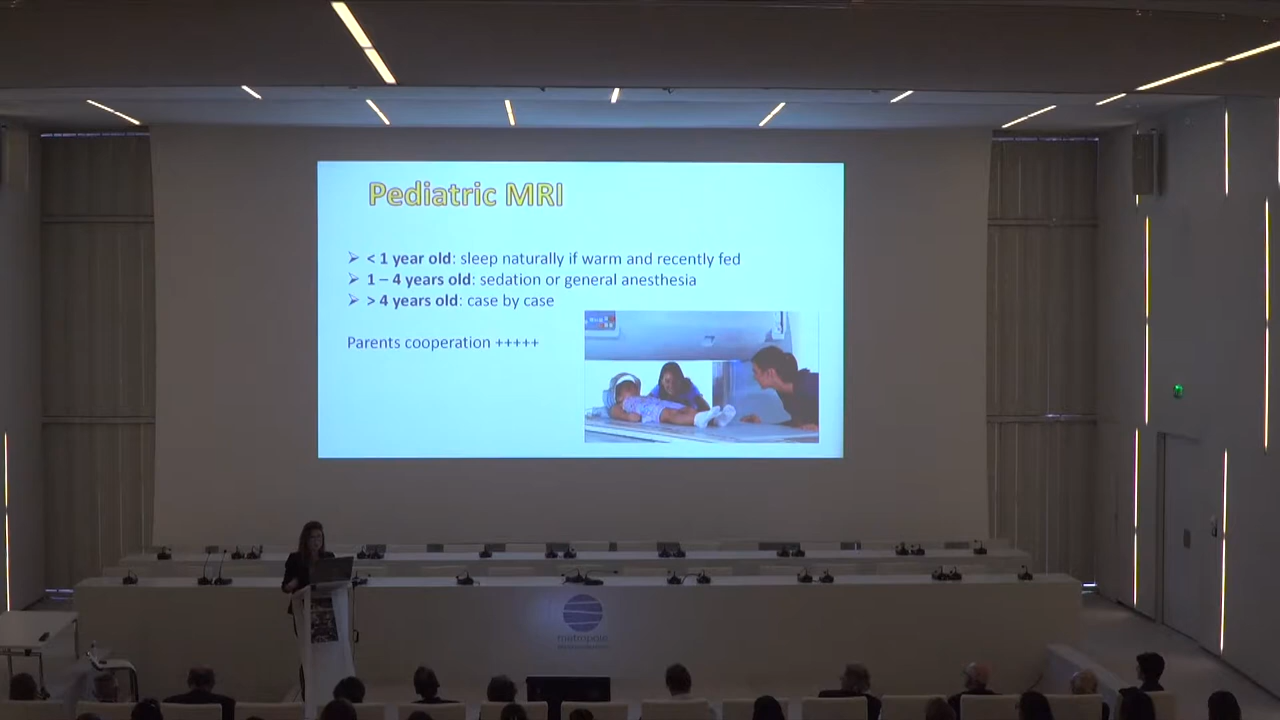 Pediatric MRI
➢ < 1 year old: sleep naturally if warm and recently fed
➢ 1 – 4 years old: sedation or general anesthesia
➢ > 4 years old: case by case
Parents cooperation +++++
métropole